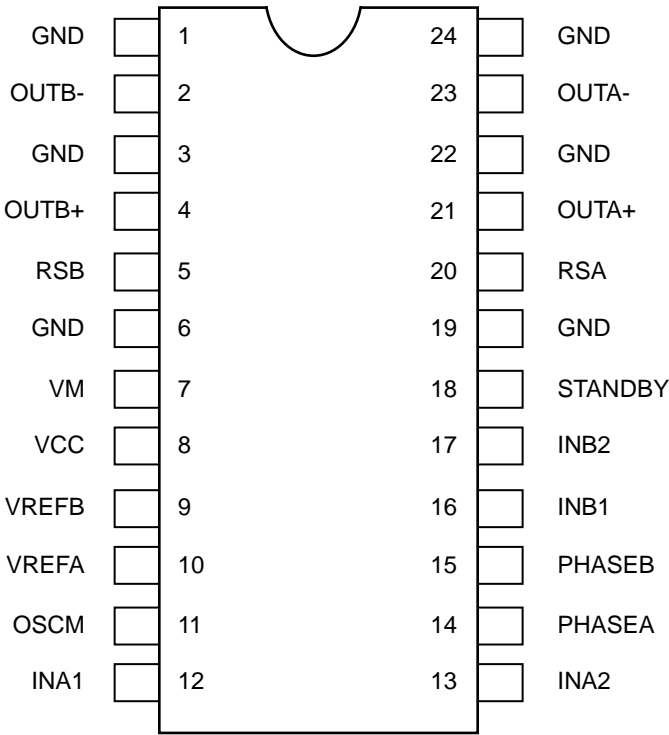 GND 1 24 GND
OUTB- 2 23 OUTA-
GND 3 22 GND
OUTB+ 4 21 OUTA+
RSB 5 20 RSA
GND 6 19 GND
VM 7 18 STANDBY
VCC 8 17 INB2
VREFB 9 16 INB1
VREFA 10 15 PHASEB
OSCM 11 14 PHASEA
INA1 12 13 INA2